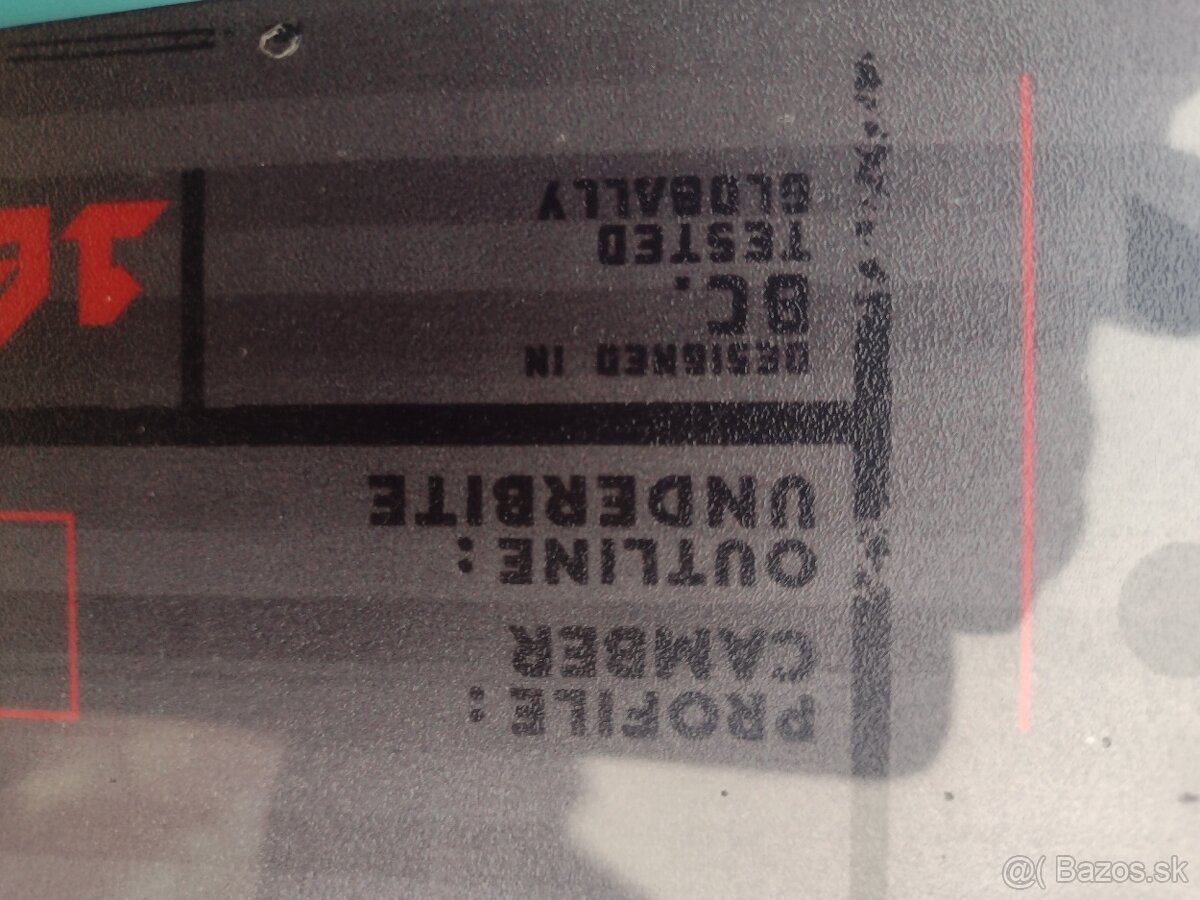 PROFILE:
CAMBER
OUTLINE:
UNDERBITE
DESIGNED IN
BC.
TESTED
GLOBALLY
@( Bazos.sk